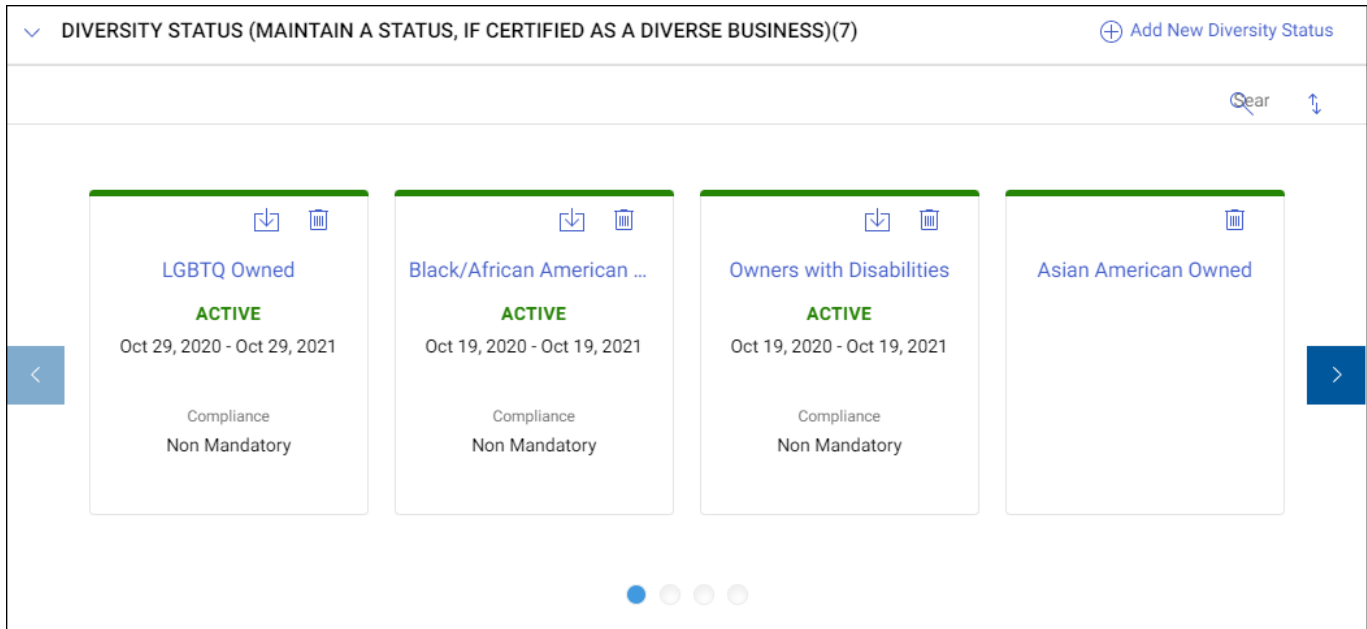 DIVERSITY STATUS (MAINTAIN A STATUS, IF CERTIFIED AS A DIVERSE BUSINESS)(7)
Add New Diversity Status
Sear
LGBTQ Owned
ACTIVE
Oct 29, 2020 - Oct 29, 2021
Compliance
Non Mandatory
Black/African American ...
ACTIVE
Oct 19, 2020 - Oct 19, 2021
Compliance
Non Mandatory
Owners with Disabilities
ACTIVE
Oct 19, 2020 - Oct 19, 2021
Compliance
Non Mandatory
Asian American Owned